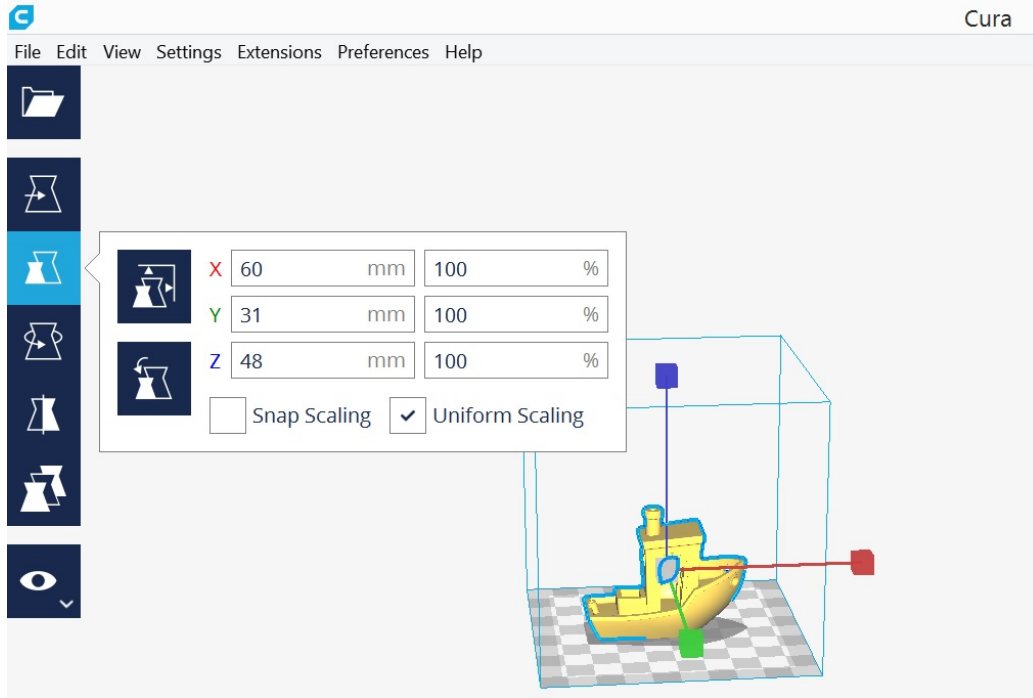 Cura
File Edit View Settings Extensions Preferences Help
X 60 mm 100 %
Y 31 mm 100 %
Z 48 mm 100 %
Snap Scaling Uniform Scaling